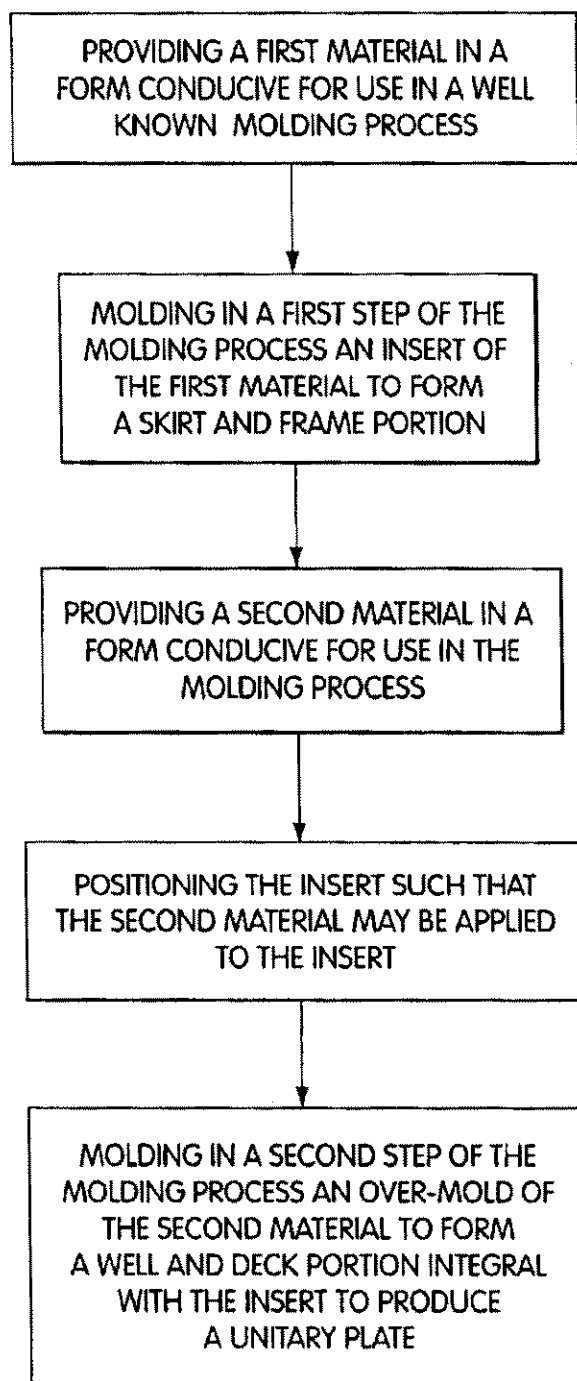 PROVIDING A FIRST MATERIAL IN A
FORM CONDUCIVE FOR USE IN A WELL
KNOWN MOLDING PROCESS
MOLDING IN A FIRST STEP OF THE
MOLDING PROCESS AN INSERT OF
THE FIRST MATERIAL TO FORM
A SKIRT AND FRAME PORTION
PROVIDING A SECOND MATERIAL IN A
FORM CONDUCIVE FOR USE IN THE
MOLDING PROCESS
POSITIONING THE INSERT SUCH THAT
THE SECOND MATERIAL MAY BE APPLIED
TO THE INSERT
MOLDING IN A SECOND STEP OF THE
MOLDING PROCESS AN OVER-MOLD OF
THE SECOND MATERIAL TO FORM
A WELL AND DECK PORTION INTEGRAL
WITH THE INSERT TO PRODUCE
A UNITARY PLATE